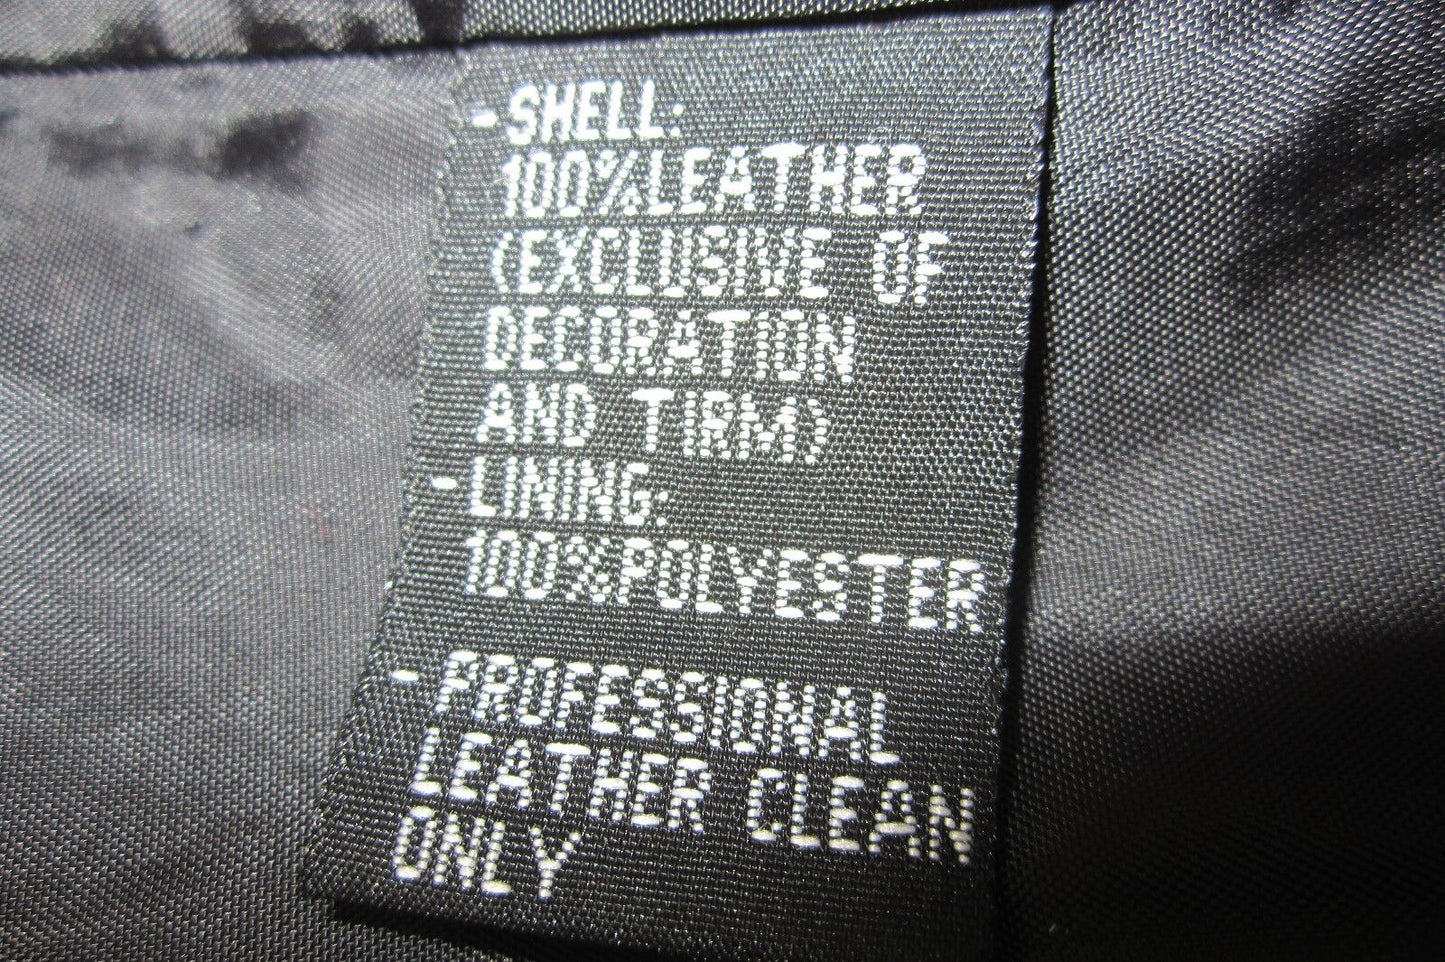 -SHELL:
100%LEATHER
(EXCLUSIVE OF
DECORATION
AND TIRM)
-LINING:
100%POLYESTER
-PROFESSIONAL
LEATHER CLEAN
ONLY